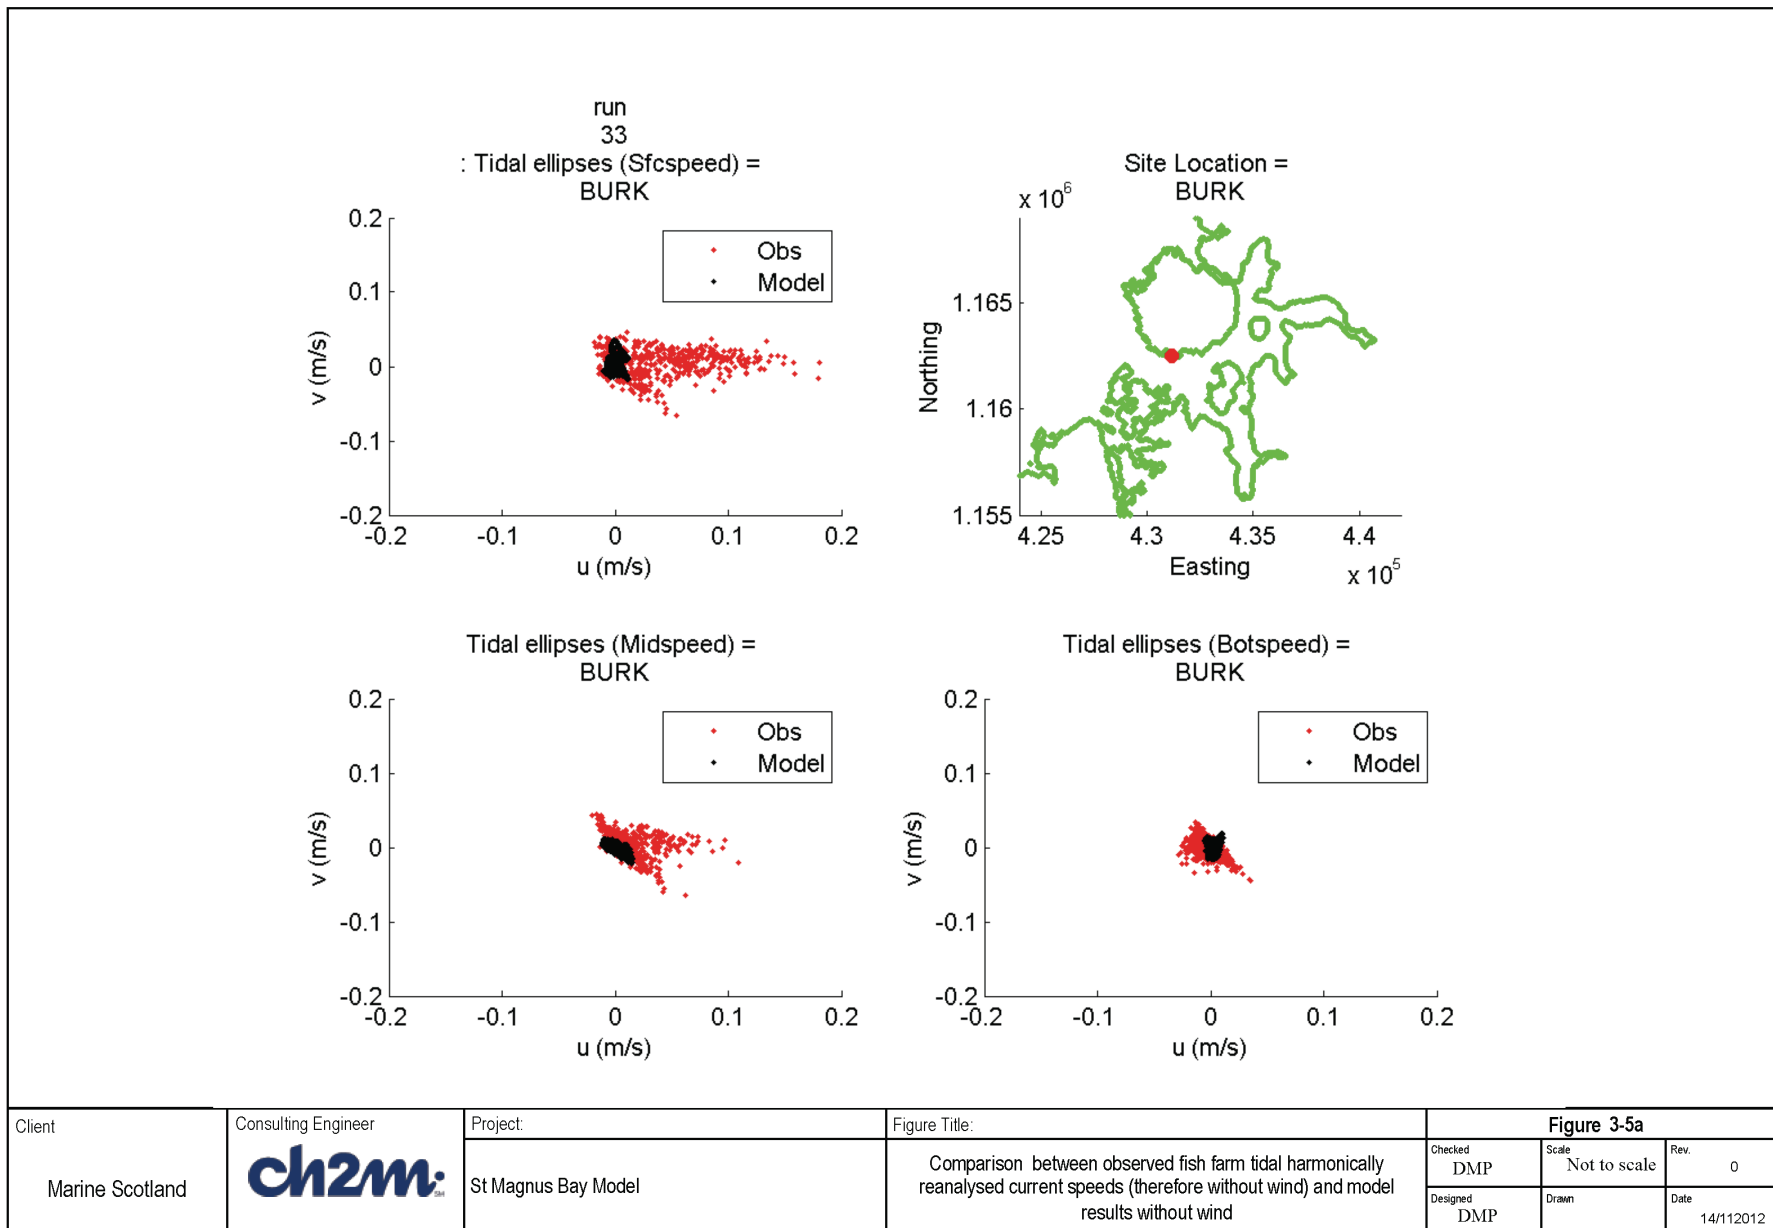 run
33
: Tidal ellipses (Sfcspeed) =
BURK
0.2
0.1
0
-0.1
-0.2
v (m/s)
Obs
Model
-0.2 -0.1 0 0.1 0.2
u (m/s)
Site Location =
BURK
x 10^6
1.165
1.16
1.155
Northing
4.25 4.3 4.35 4.4
Easting
x 10^5
Tidal ellipses (Midspeed) =
BURK
0.2
0.1
0
-0.1
-0.2
v (m/s)
Obs
Model
-0.2 -0.1 0 0.1 0.2
u (m/s)
Tidal ellipses (Botspeed) =
BURK
0.2
0.1
0
-0.1
-0.2
v (m/s)
Obs
Model
-0.2 -0.1 0 0.1 0.2
u (m/s)
Client
Marine Scotland
Consulting Engineer
ch2m:
SM
Project:
St Magnus Bay Model
Figure Title:
Comparison between observed fish farm tidal harmonically
reanalysed current speeds (therefore without wind) and model
results without wind
Figure 3-5a
Checked
DMP
Scale
Not to scale
Rev.
0
Designed
DMP
Drawn
Date
14/112012